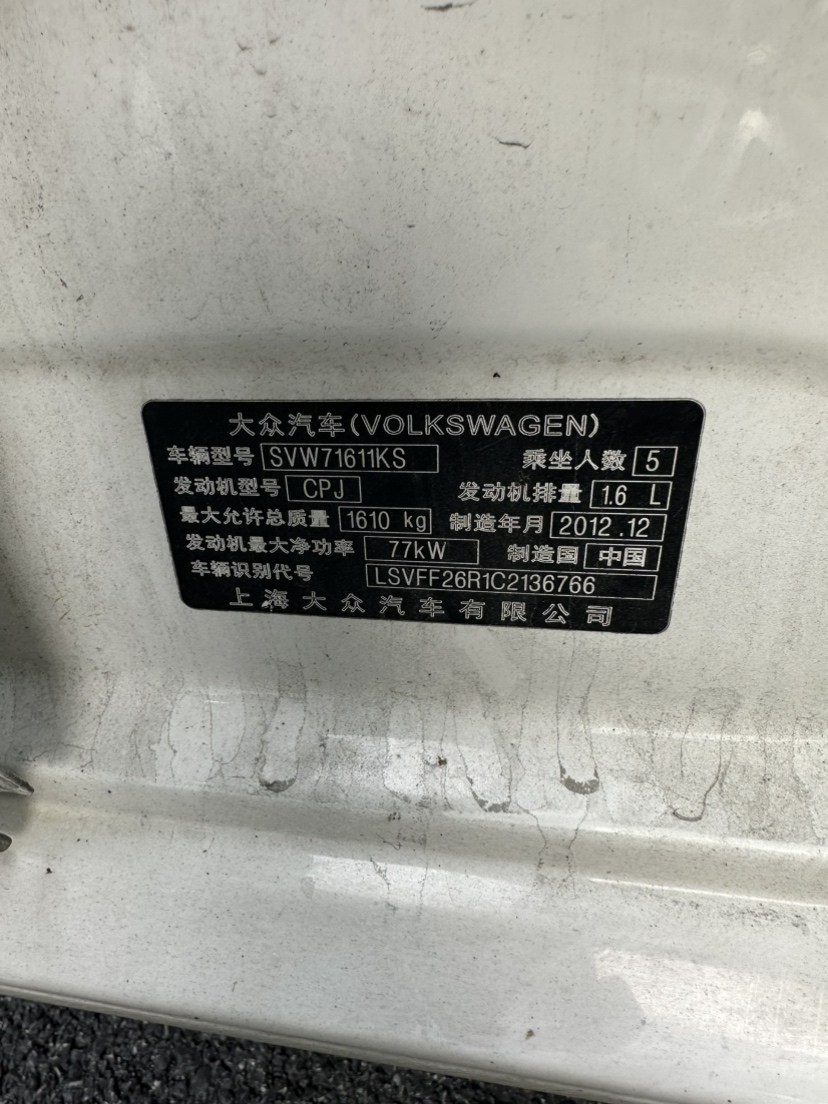 大众汽车(VOLKSWAGEN)
车辆型号 SVW71611KS 乘坐人数 5
发动机型号 CPJ 发动机排量 1.6 L
最大允许总质量 1610 kg 制造年月 2012.12
发动机最大净功率 77kW 制造国 中国
车辆识别代号 LSVFF26R1C2136766
上海大众汽车有限公司